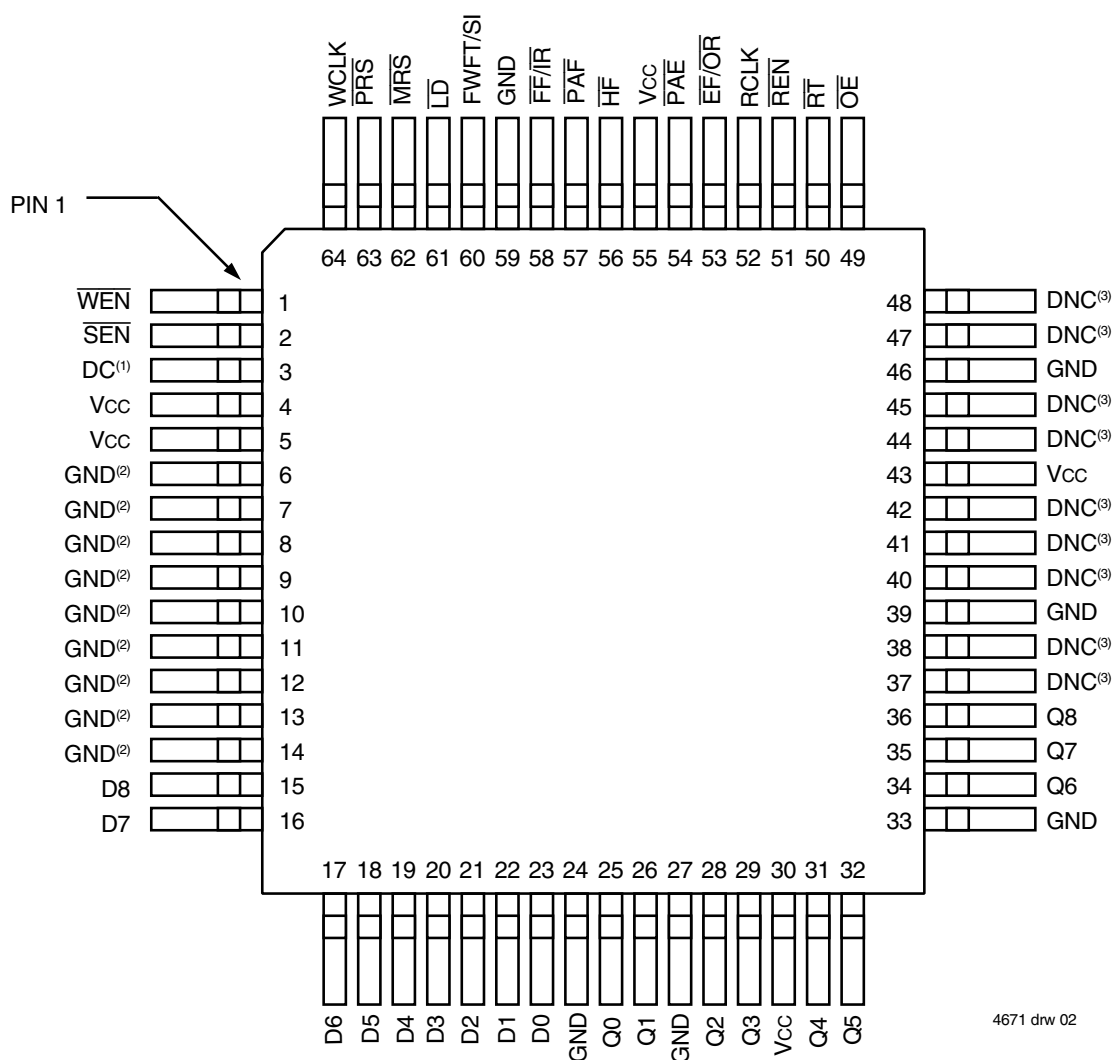 WCLK
PRS
MRS
LD
FWFT/SI
GND
FF/IR
PAF
HF
VCC
PAE
EF/OR
RCLK
REN
RT
OE
PIN 1
64 63 62 61 60 59 58 57 56 55 54 53 52 51 50 49
WEN 1
SEN 2
DC(1) 3
VCC 4
VCC 5
GND(2) 6
GND(2) 7
GND(2) 8
GND(2) 9
GND(2) 10
GND(2) 11
GND(2) 12
GND(2) 13
GND(2) 14
D8 15
D7 16
48 DNC(3)
47 DNC(3)
46 GND
45 DNC(3)
44 DNC(3)
43 VCC
42 DNC(3)
41 DNC(3)
40 DNC(3)
39 GND
38 DNC(3)
37 DNC(3)
36 Q8
35 Q7
34 Q6
33 GND
17 18 19 20 21 22 23 24 25 26 27 28 29 30 31 32
D6
D5
D4
D3
D2
D1
D0
GND
Q0
Q1
GND
Q2
Q3
VCC
Q4
Q5
4671 drw 02